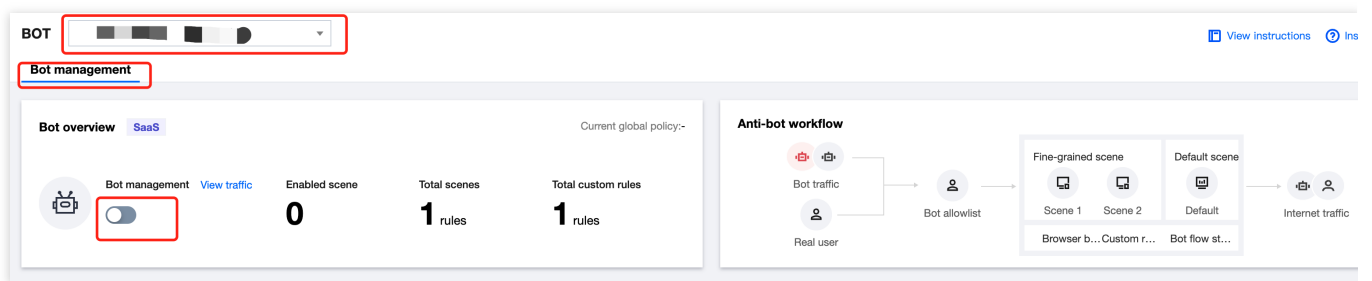 BOT
View instructions
Ins
Bot management
Bot overview SaaS
Current global policy:-
Bot management View traffic
Enabled scene
Total scenes
Total custom rules
0
1 rules
1 rules
Anti-bot workflow
Bot traffic
Real user
Bot allowlist
Fine-grained scene
Default scene
Scene 1
Scene 2
Default
Browser b...
Custom r...
Bot flow st...
Internet traffic